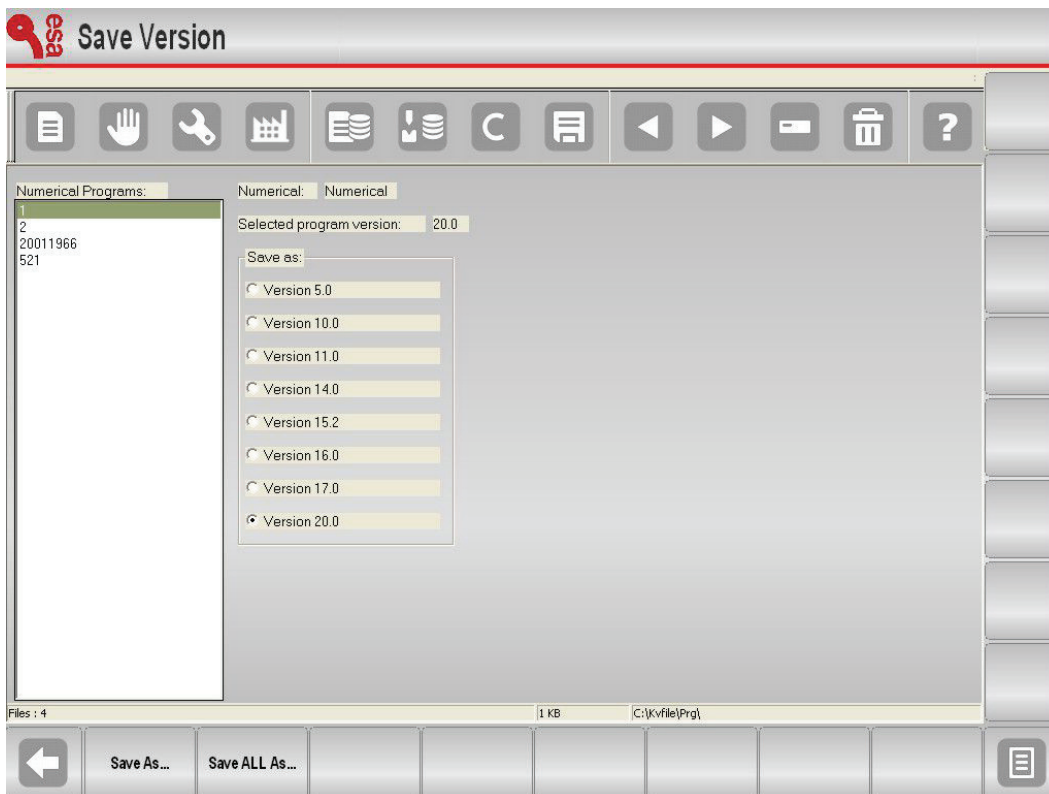 esa
Save Version
:
C
?
Numerical Programs:
Numerical: Numerical
1
2
20011966
521
Selected program version: 20.0
Save as:
Version 5.0
Version 10.0
Version 11.0
Version 14.0
Version 15.2
Version 16.0
Version 17.0
Version 20.0
Files : 4
1 KB
C:\Kvfile\Prg\
Save As...
Save ALL As...